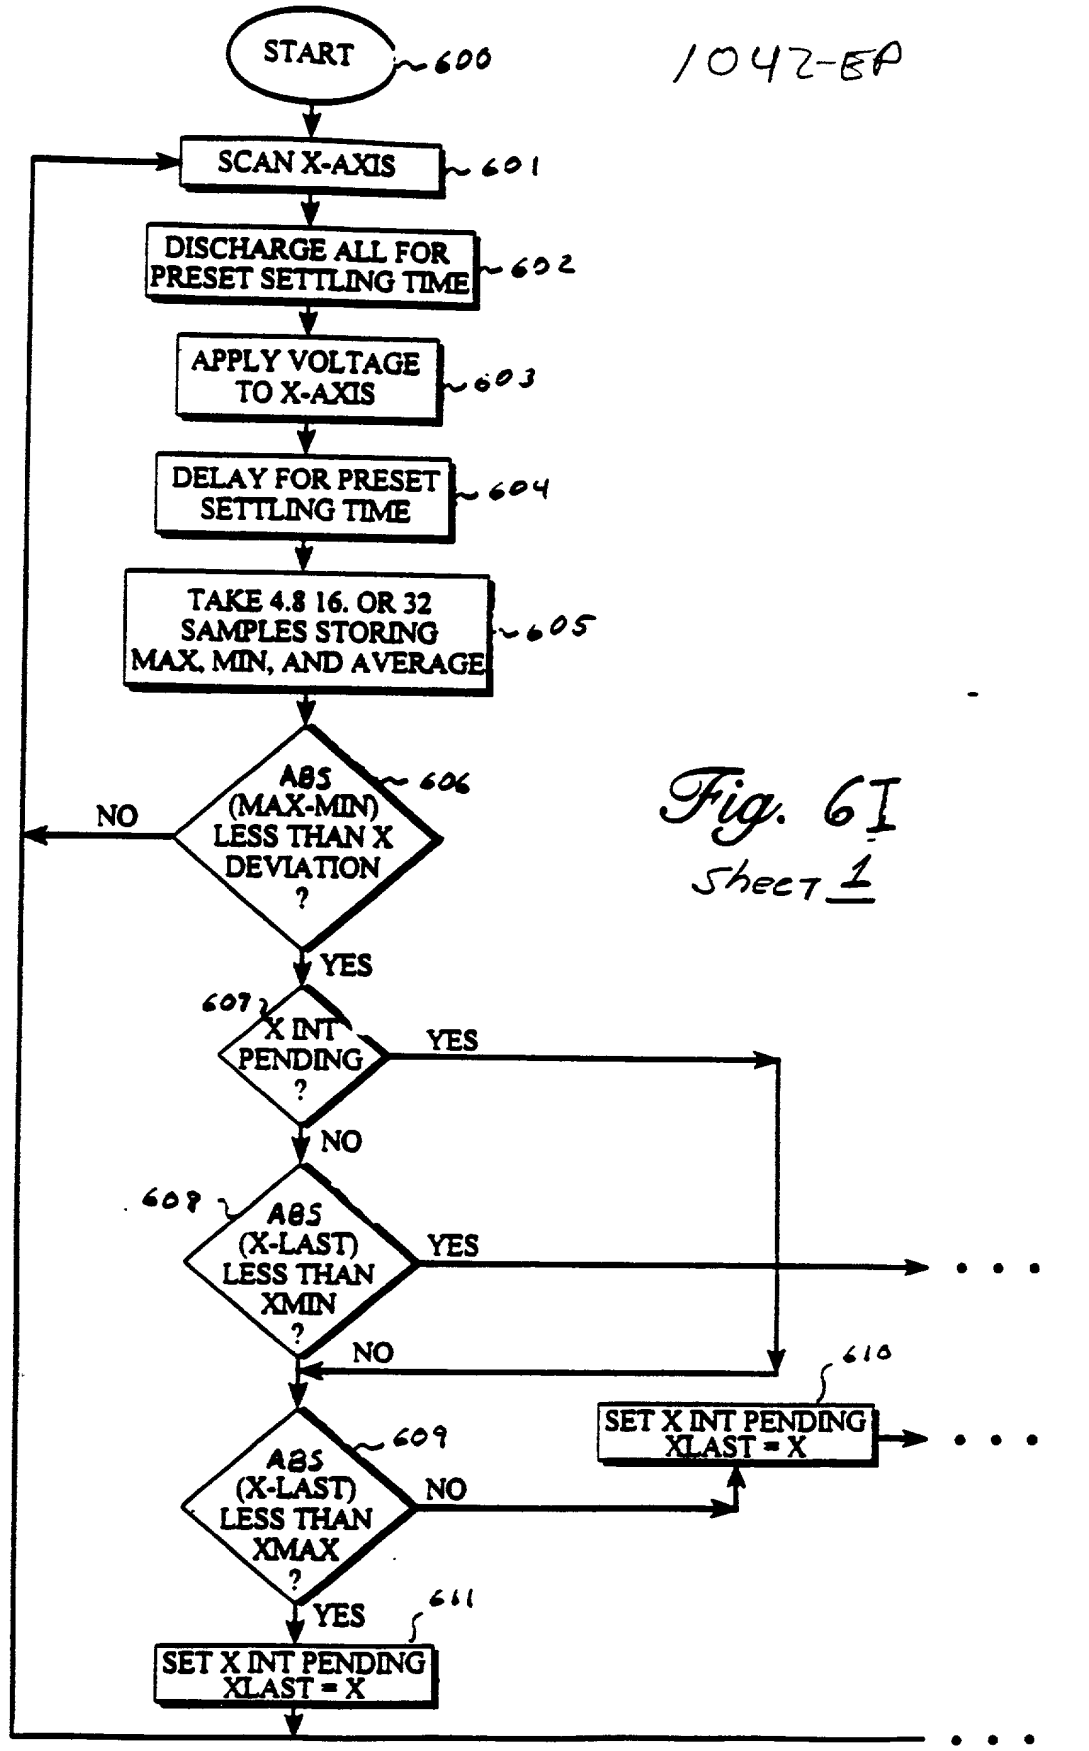 START
600
1042-EP
SCAN X-AXIS
601
DISCHARGE ALL FOR
PRESET SETTLING TIME
602
APPLY VOLTAGE
TO X-AXIS
603
DELAY FOR PRESET
SETTLING TIME
604
TAKE 4.8 16. OR 32
SAMPLES STORING
MAX, MIN, AND AVERAGE
605
ABS
(MAX-MIN)
LESS THAN X
DEVIATION
?
606
NO
YES
Fig. 6I
sheet 1
607
X INT
PENDING
?
YES
NO
608
ABS
(X-LAST)
LESS THAN
XMIN
?
YES
. . .
NO
610
SET X INT PENDING
XLAST = X
. . .
609
ABS
(X-LAST)
LESS THAN
XMAX
?
NO
YES
611
SET X INT PENDING
XLAST = X
. . .